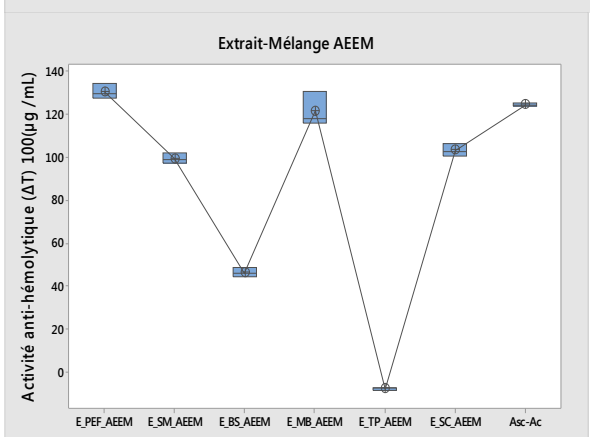 Extrait-Mélange AEEM
Activité anti-hémolytique (ΔT) 100(µg /mL)
140
120
100
80
60
40
20
0
E_PEF_AEEM E_SM_AEEM E_BS_AEEM E_MB_AEEM E_TP_AEEM E_SC_AEEM Asc-Ac